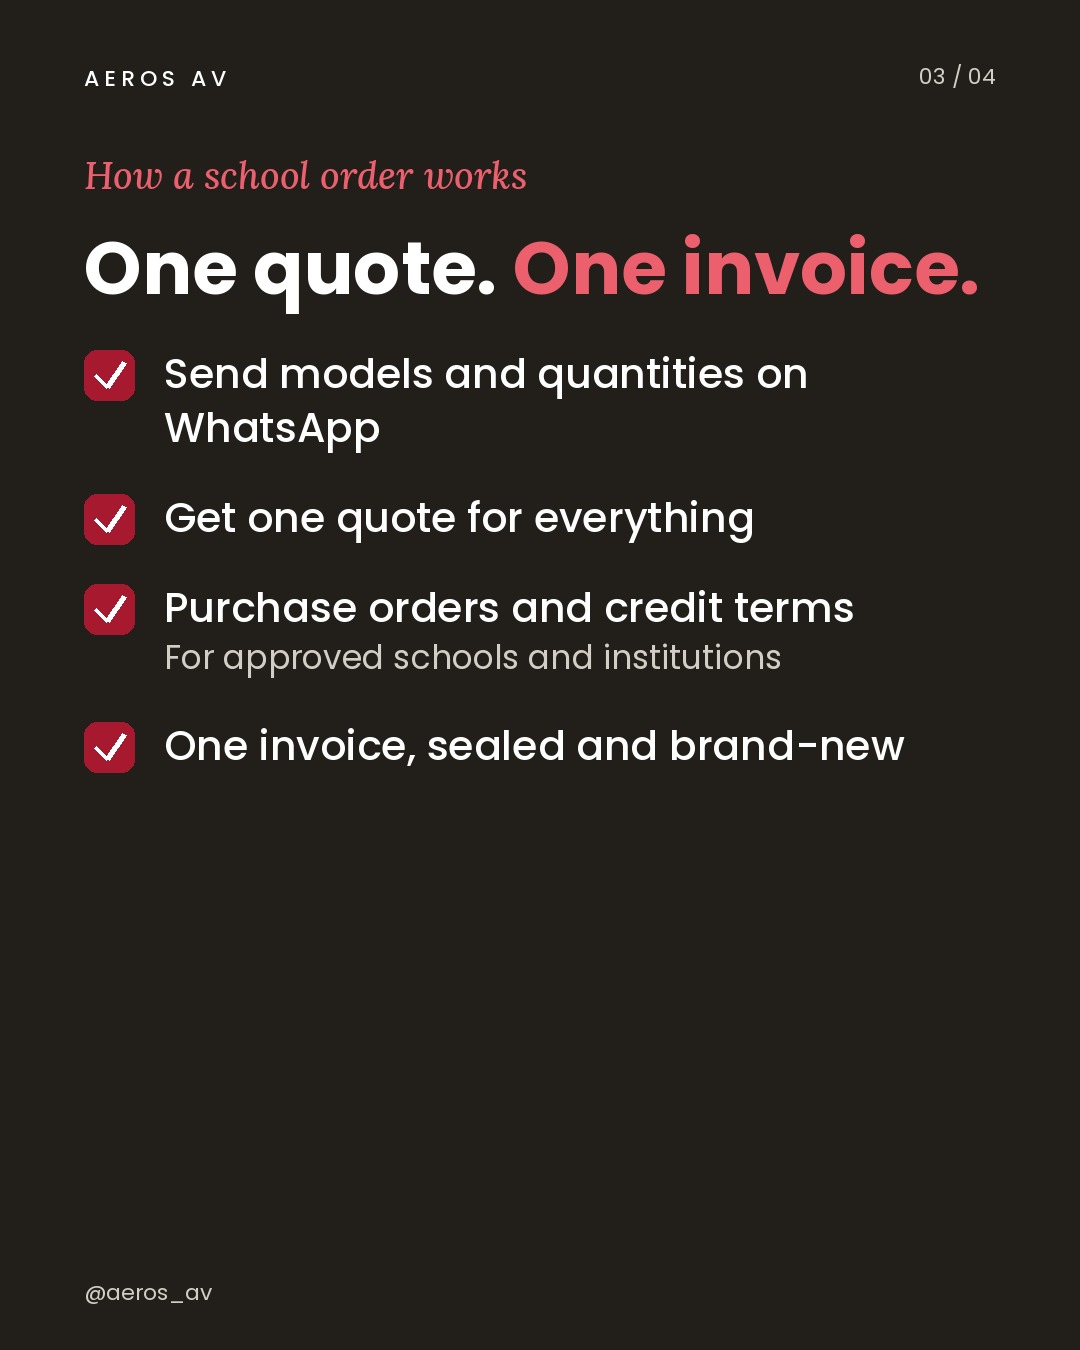 AEROS AV
03 / 04
How a school order works
One quote. One invoice.
Send models and quantities on
WhatsApp
Get one quote for everything
Purchase orders and credit terms
For approved schools and institutions
One invoice, sealed and brand-new
@aeros_av